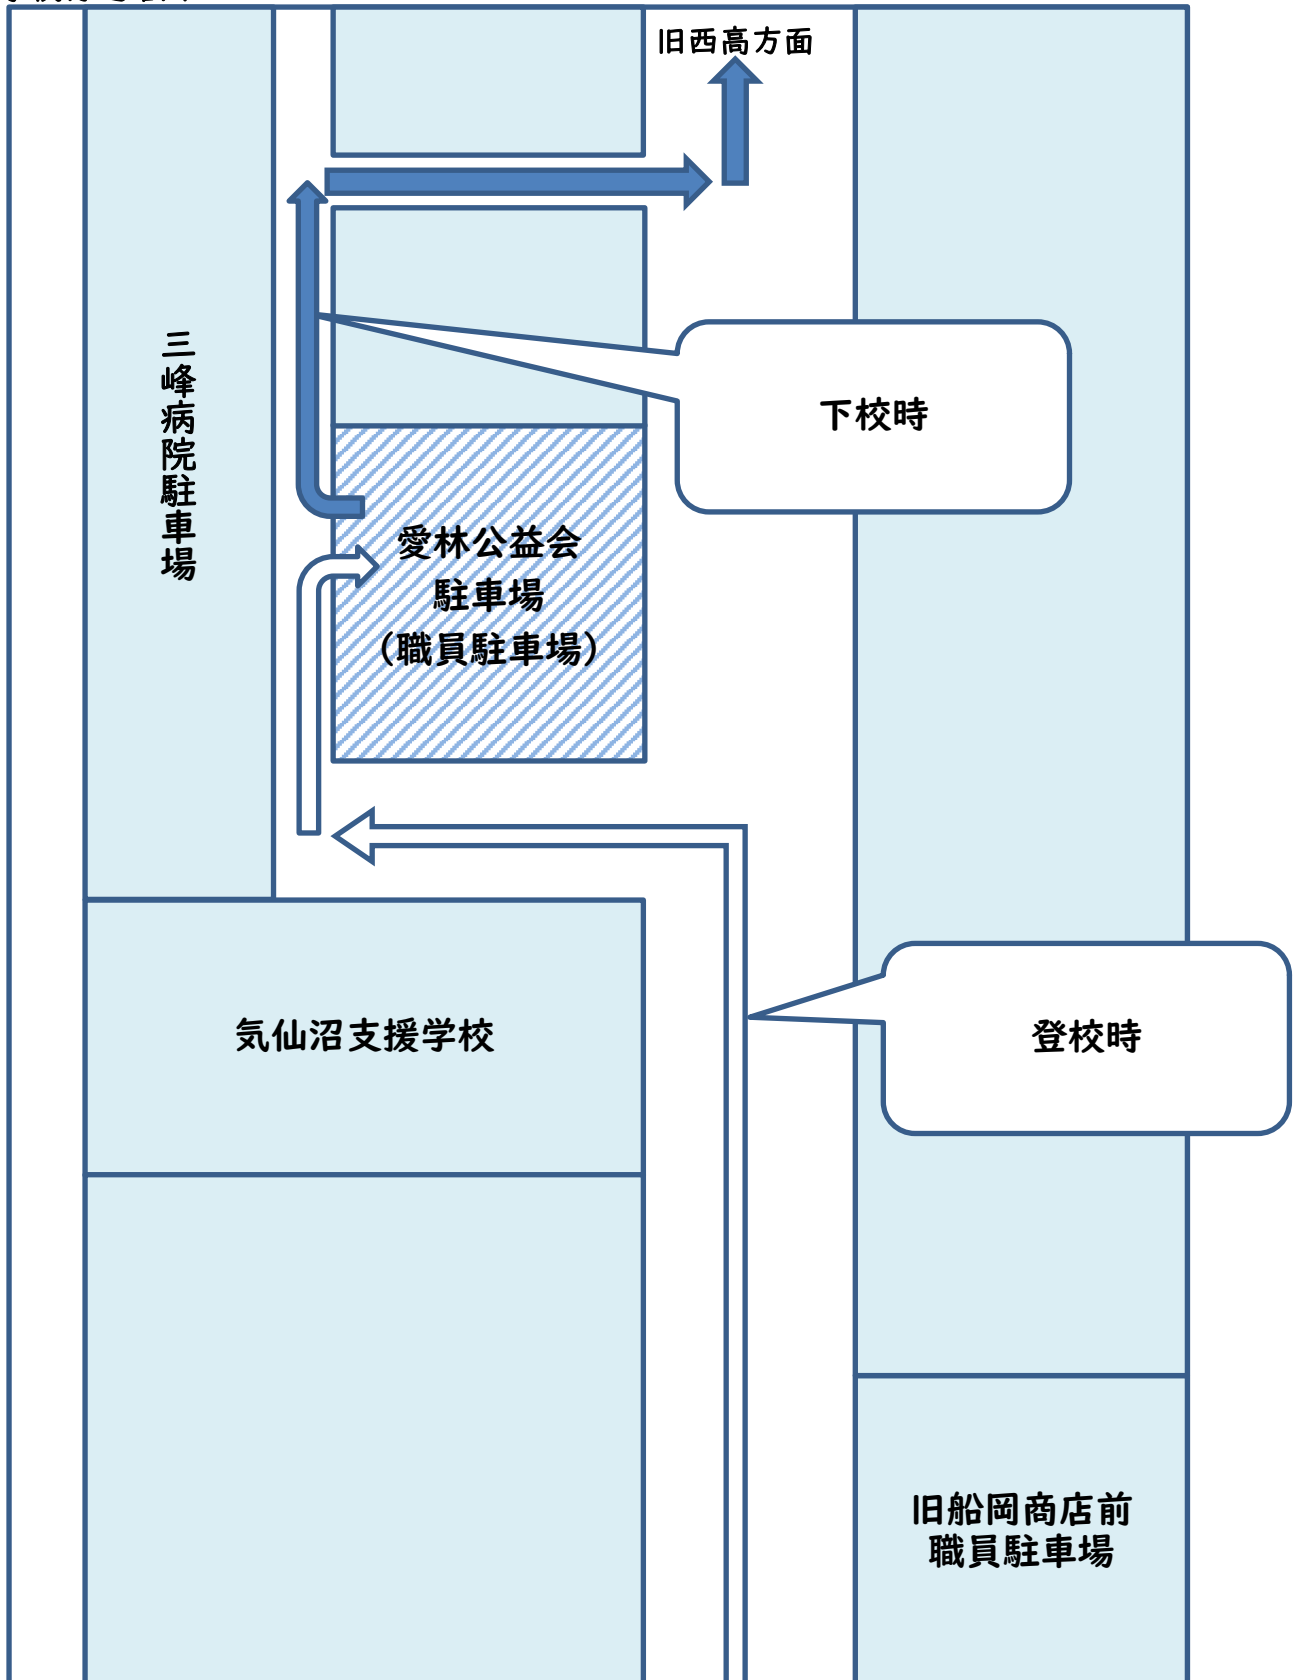 旧西高方面
三峰病院駐車場
下校時
愛林公益会
駐車場
（職員駐車場）
気仙沼支援学校
登校時
旧船岡商店前
職員駐車場